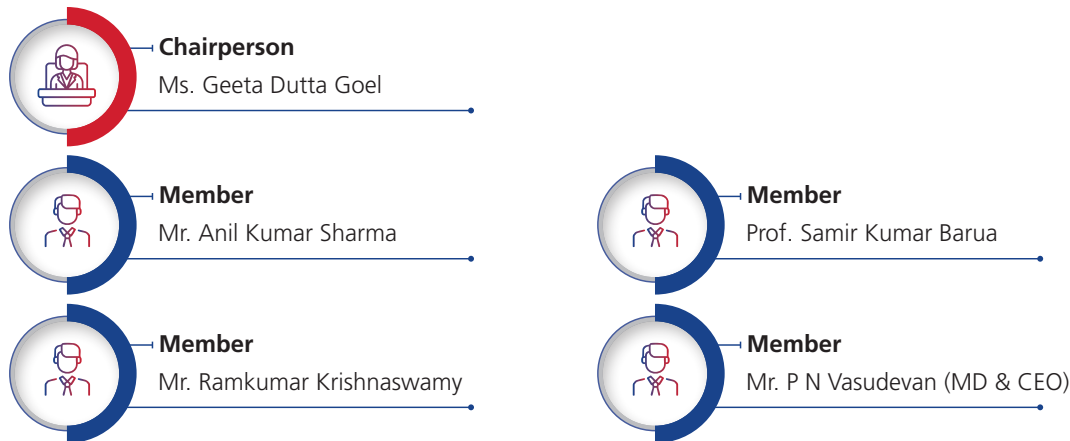 Chairperson
Ms. Geeta Dutta Goel
Member
Mr. Anil Kumar Sharma
Member
Prof. Samir Kumar Barua
Member
Mr. Ramkumar Krishnaswamy
Member
Mr. P N Vasudevan (MD & CEO)